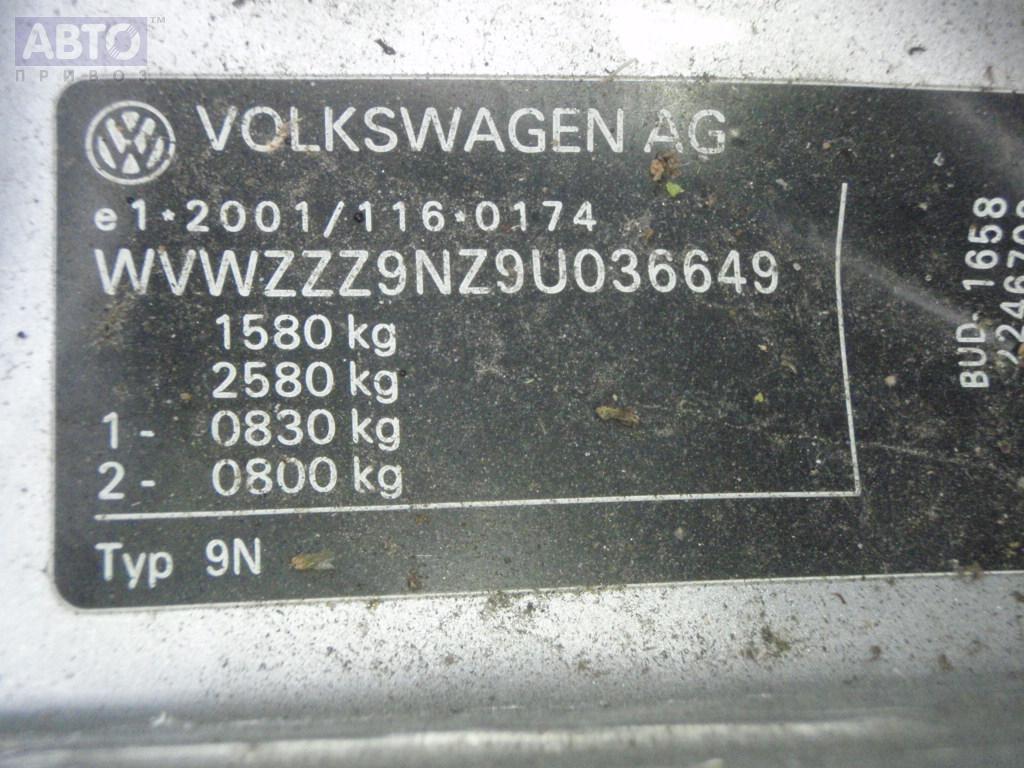 АВТО™
ПРИВОЗ
VOLKSWAGEN AG
e1*2001/116*0174
WVWZZZ9NZ9U036649
1580 kg
2580 kg
1- 0830 kg
2- 0800 kg
Typ 9N
BUD- 1658